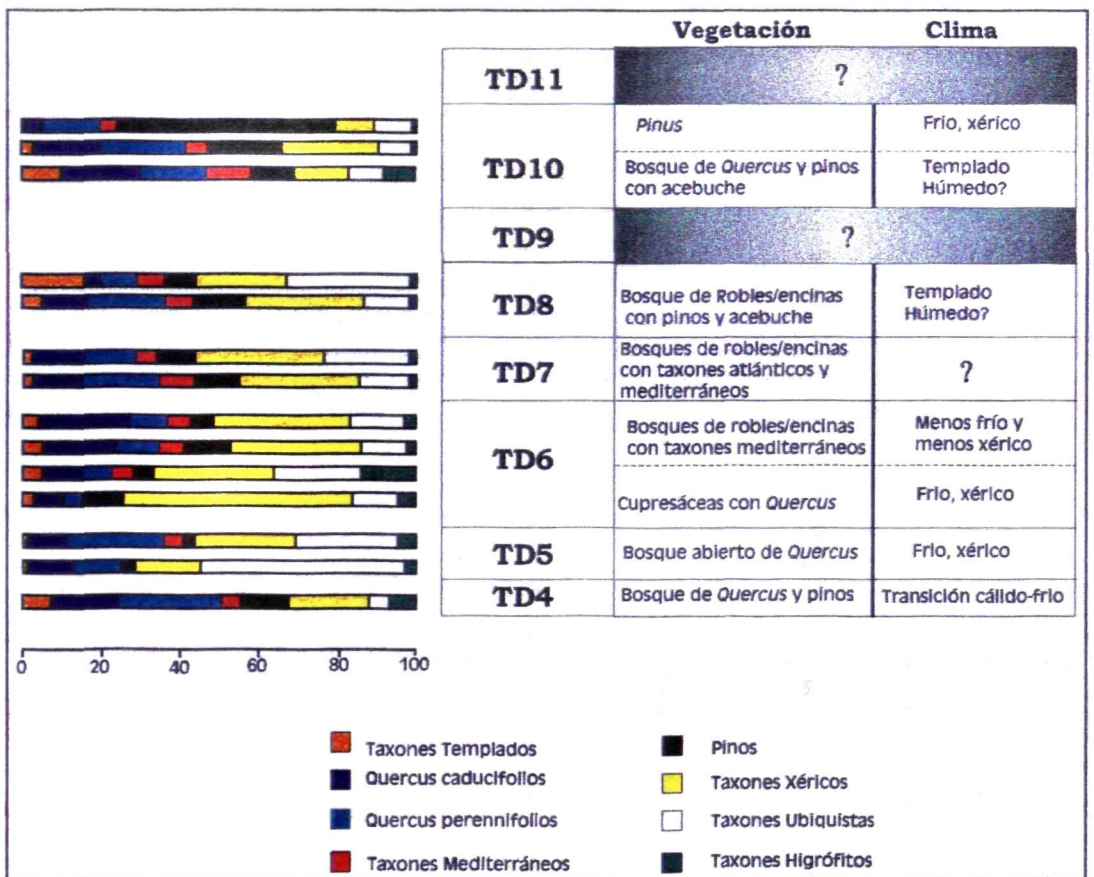 Vegetación Clima
TD11 ?
TD10 Pinus Frio, xérico
Bosque de Quercus y pinos
con acebuche
Templado
Húmedo?
TD9 ?
TD8 Bosque de Robles/encinas
con pinos y acebuche
Templado
Húmedo?
TD7 Bosques de robles/encinas
con taxones atlánticos y
mediterráneos
?
TD6 Bosques de robles/encinas
con taxones mediterráneos
Menos frío y
menos xérico
Cupresáceas con Quercus Frio, xérico
TD5 Bosque abierto de Quercus Frio, xérico
TD4 Bosque de Quercus y pinos Transición cálido-frio
0 20 40 60 80 100
Taxones Templados
Quercus caducifolios
Quercus perennifolios
Taxones Mediterráneos
Pinos
Taxones Xéricos
Taxones Ubiquistas
Taxones Higrófitos